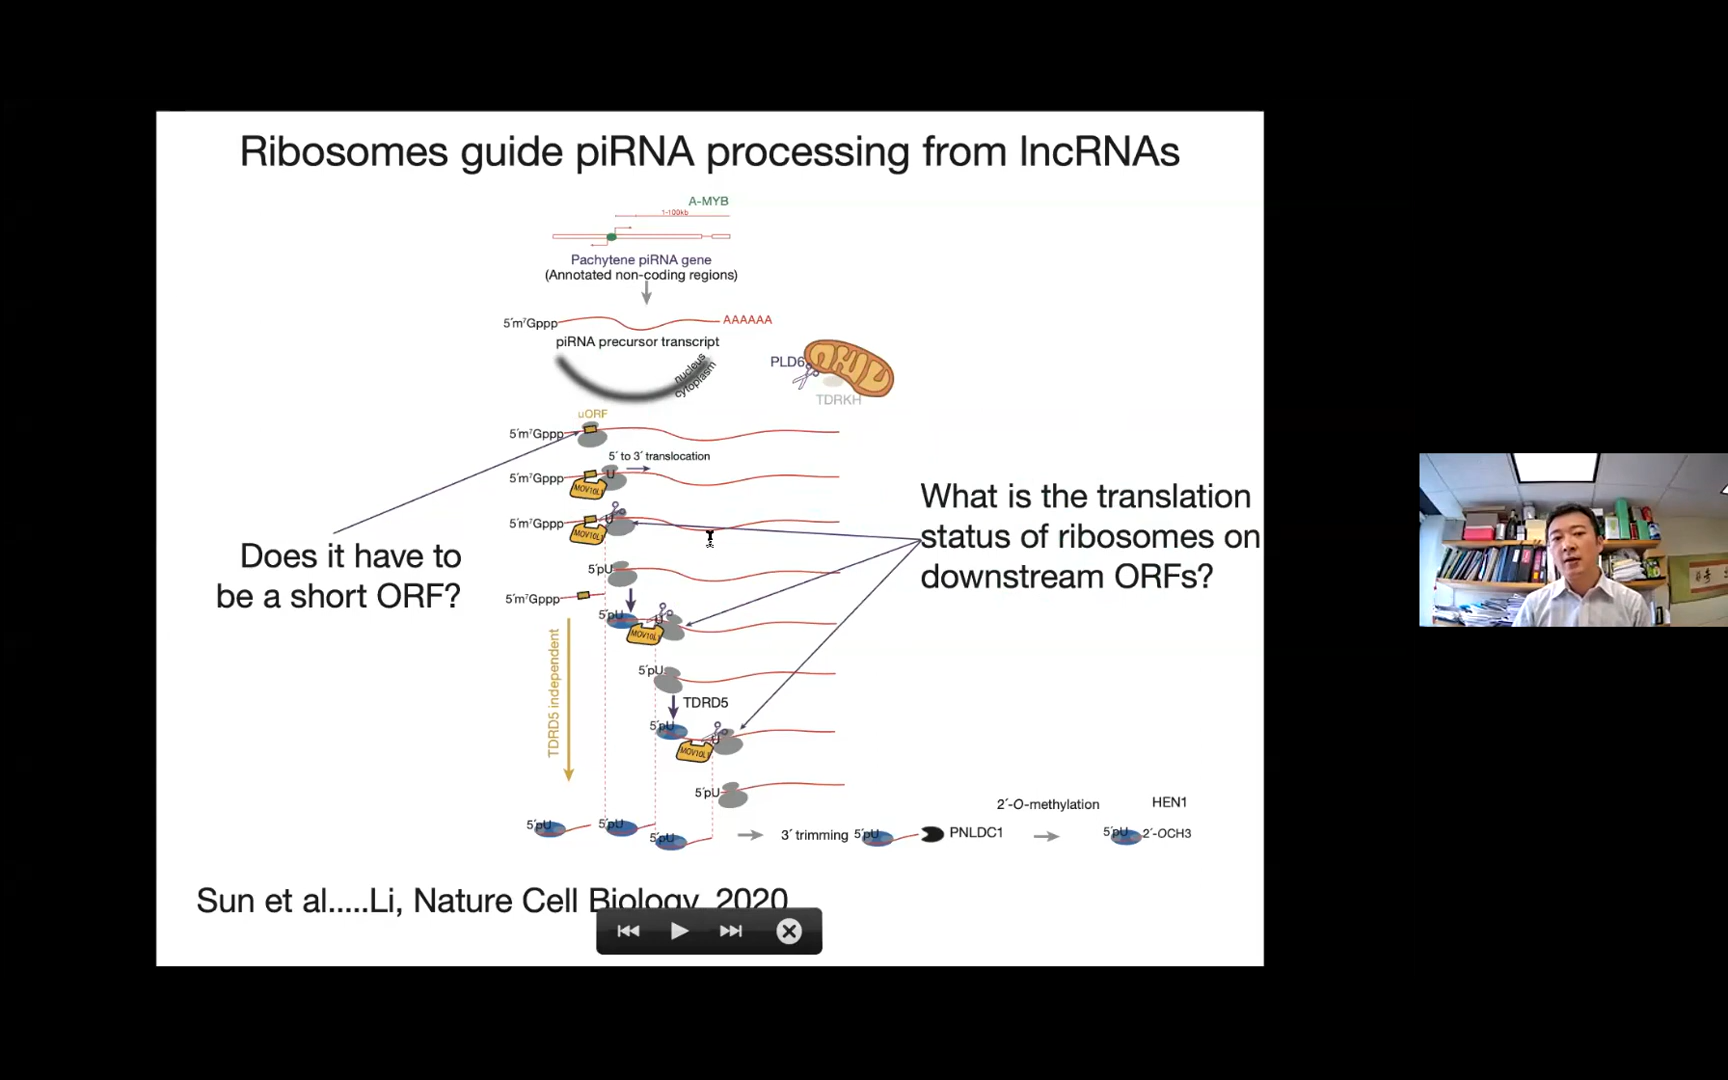 Ribosomes guide piRNA processing from lncRNAs
A-MYB
1-100kb
Pachytene piRNA gene
(Annotated non-coding regions)
5´m⁷Gppp
AAAAAA
piRNA precursor transcript
nucleus
cytoplasm
PLD6
TDRKH
uORF
5´m⁷Gppp
5´ to 3´ translocation
5´m⁷Gppp
U
MOV10L1
5´m⁷Gppp
U
MOV10L1
Does it have to
be a short ORF?
What is the translation
status of ribosomes on
downstream ORFs?
5´pU
5´m⁷Gppp
5´pU
U
MOV10L1
TDRD5 independent
5´pU
TDRD5
5´pU
U
MOV10L1
5´pU
5´pU
5´pU
5´pU
3´ trimming
5´pU
PNLDC1
2´-O-methylation
HEN1
5´pU
2´-OCH3
Sun et al.....Li, Nature Cell Biology, 2020